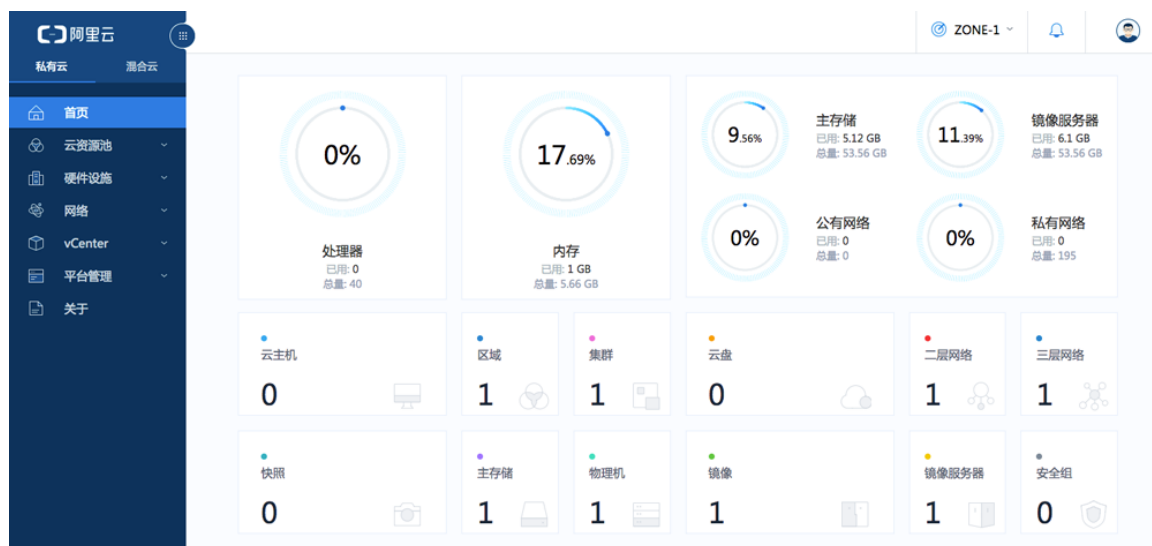 阿里云
ZONE-1
私有云
混合云
首页
云资源池
硬件设施
网络
vCenter
平台管理
关于
0%
处理器
已用: 0
总量: 40
17.69%
内存
已用: 1 GB
总量: 5.66 GB
9.56%
主存储
已用: 5.12 GB
总量: 53.56 GB
11.39%
镜像服务器
已用: 6.1 GB
总量: 53.56 GB
0%
公有网络
已用: 0
总量: 0
0%
私有网络
已用: 0
总量: 195
云主机
0
区域
1
集群
1
云盘
0
二层网络
1
三层网络
1
快照
0
主存储
1
物理机
1
镜像
1
镜像服务器
1
安全组
0